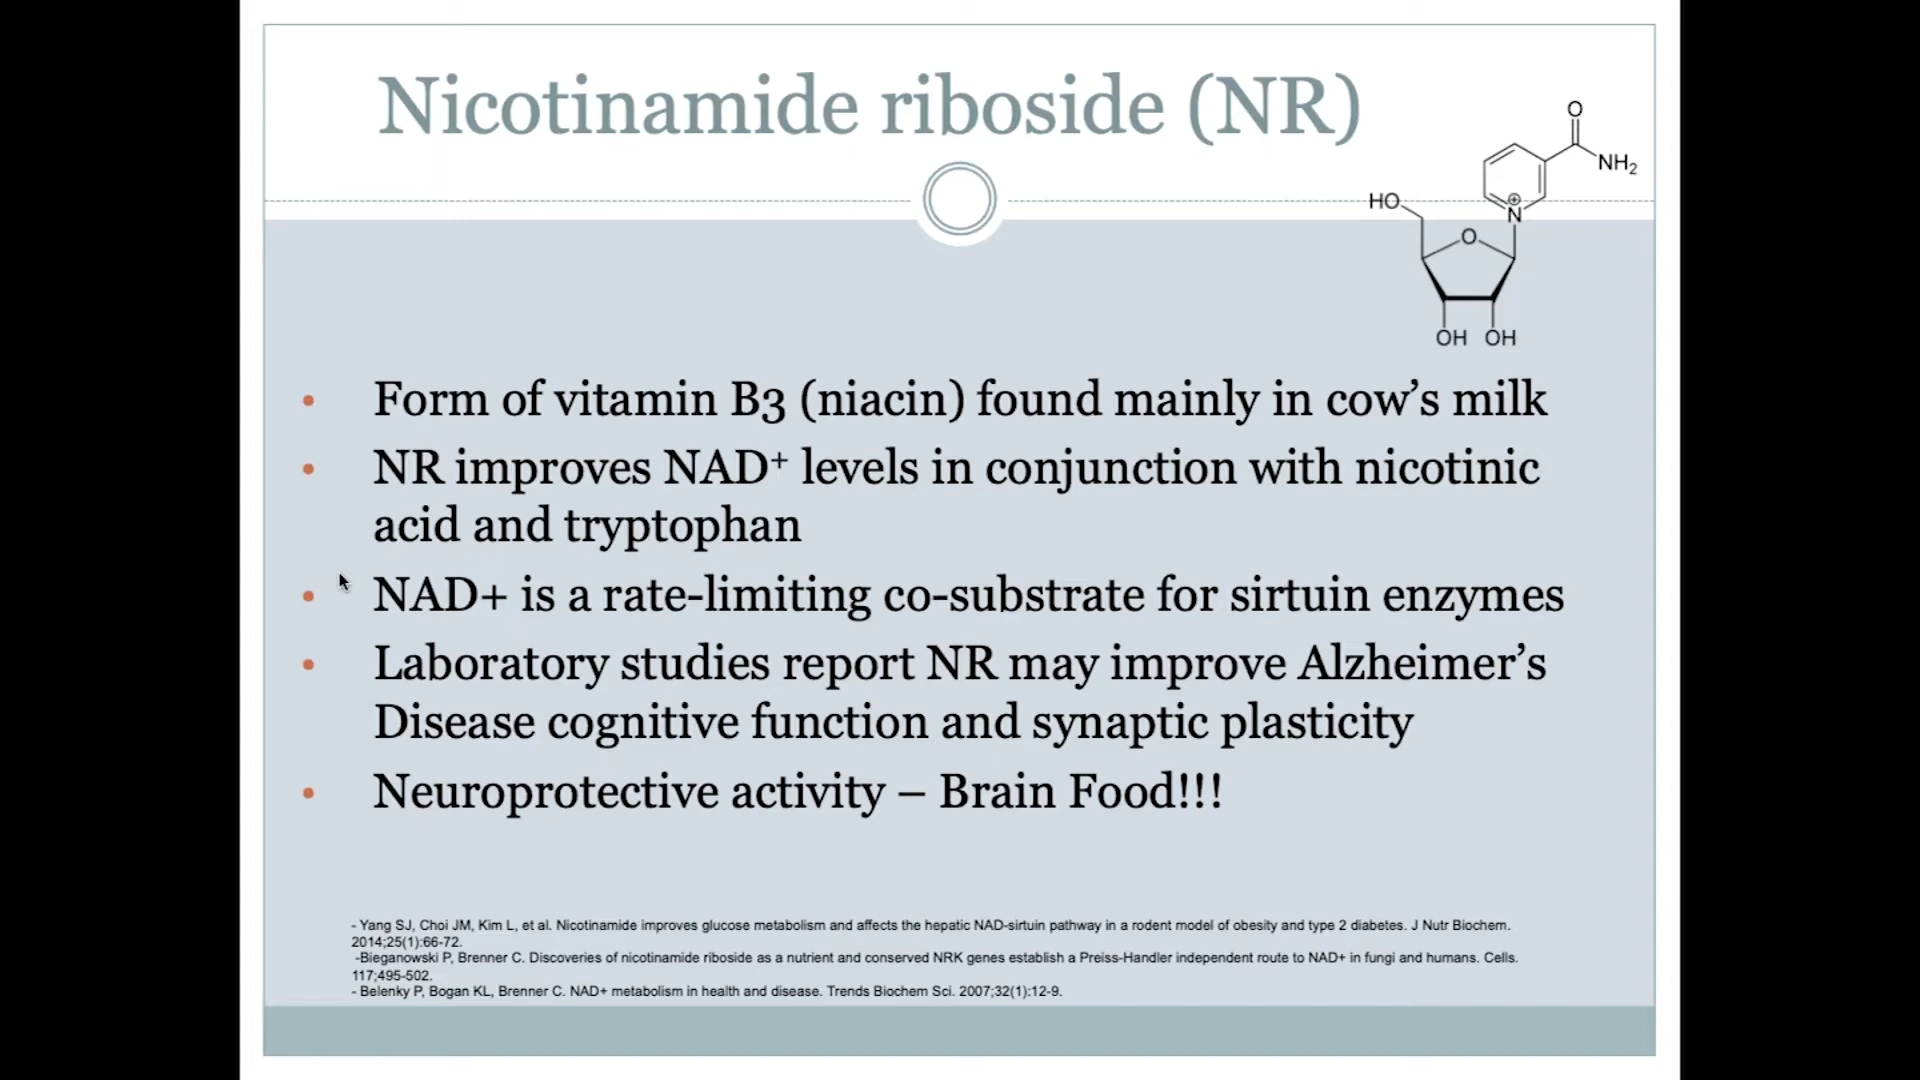 Nicotinamide riboside (NR)
O
NH2
HO
⊕
N
O
OH OH
• Form of vitamin B3 (niacin) found mainly in cow’s milk
• NR improves NAD⁺ levels in conjunction with nicotinic
acid and tryptophan
• NAD+ is a rate-limiting co-substrate for sirtuin enzymes
• Laboratory studies report NR may improve Alzheimer’s
Disease cognitive function and synaptic plasticity
• Neuroprotective activity – Brain Food!!!
- Yang SJ, Choi JM, Kim L, et al. Nicotinamide improves glucose metabolism and affects the hepatic NAD-sirtuin pathway in a rodent model of obesity and type 2 diabetes. J Nutr Biochem.
2014;25(1):66-72.
-Bieganowski P, Brenner C. Discoveries of nicotinamide riboside as a nutrient and conserved NRK genes establish a Preiss-Handler independent route to NAD+ in fungi and humans. Cells.
117;495-502.
- Belenky P, Bogan KL, Brenner C. NAD+ metabolism in health and disease. Trends Biochem Sci. 2007;32(1):12-9.